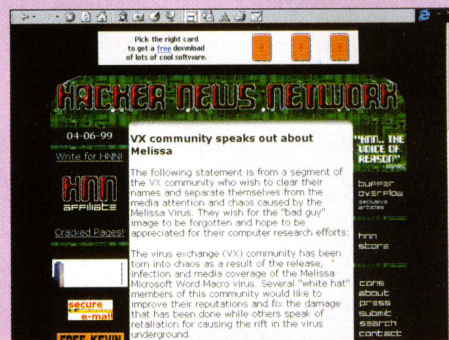 Pick the right card
to get a free download
of lots of cool software.
HACKER NEWS NETWORK
04-06-99
Write for HNN!
HNN
AFFILIATE
Cracked Pages!
secure
e-mail
FREE KEVIN
VX community speaks out about
Melissa
The following statement is from a segment
of the VX community who wish to clear their
names and separate themselves from the
media attention and chaos caused by the
Melissa Virus. They wish for the "bad guy"
image to be forgotten and hope to be
appreciated for their computer research efforts:
The virus exchange (VX) community has been
torn into chaos as a result of the release,
infection and media coverage of the Melissa
Microsoft Word Macro virus. Several "white hat"
members of this community would like to
improve their reputations and fix the damage
that has been done while others speak of
retaliation for causing the rift in the virus
underground.
"HNN.. THE
VOICE OF
REASON"
buffer
overflow
exclusive
articles
hnn
store
cons
about
press
submit
search
contact